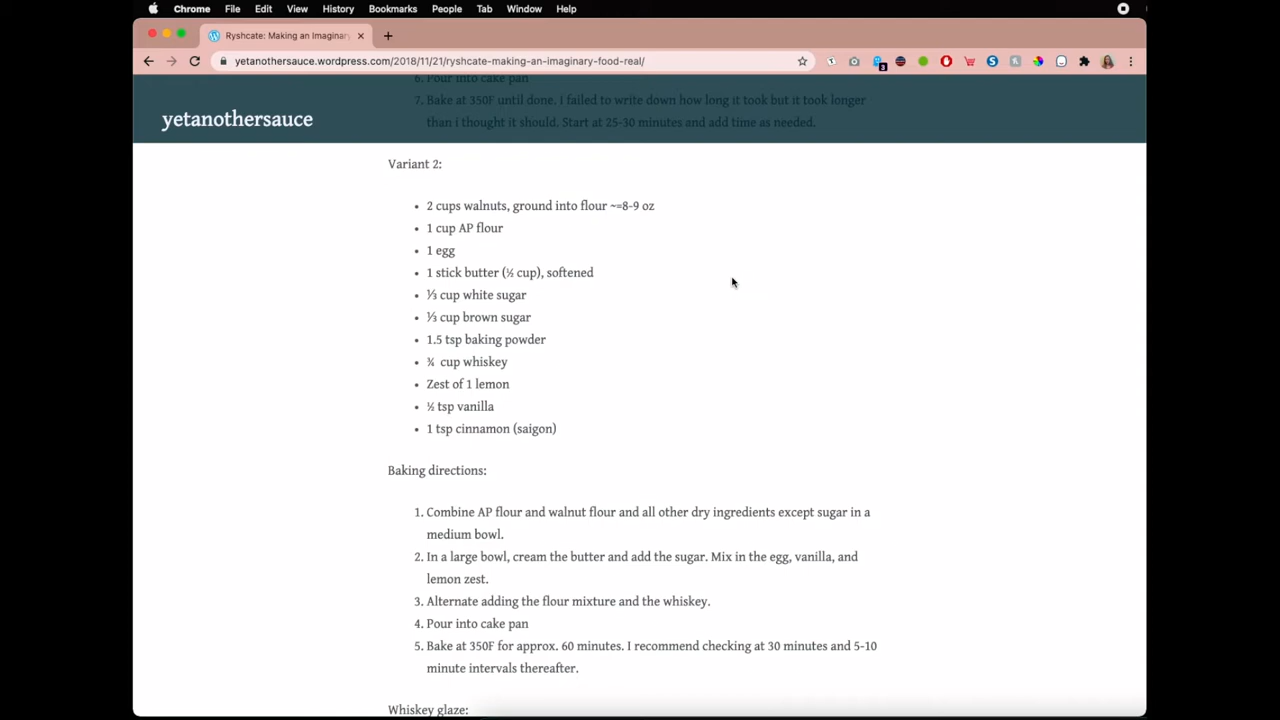 Chrome File Edit View History Bookmarks People Tab Window Help
Ryshcate: Making an Imaginar
yetanothersauce.wordpress.com/2018/11/21/ryshcate-making-an-imaginary-food-real/
3
6. Pour into cake pan
7. Bake at 350F until done. I failed to write down how long it took but it took longer
than i thought it should. Start at 25-30 minutes and add time as needed.
yetanothersauce
Variant 2:
• 2 cups walnuts, ground into flour ~=8-9 oz
• 1 cup AP flour
• 1 egg
• 1 stick butter (½ cup), softened
• ⅓ cup white sugar
• ⅓ cup brown sugar
• 1.5 tsp baking powder
• ¾ cup whiskey
• Zest of 1 lemon
• ½ tsp vanilla
• 1 tsp cinnamon (saigon)
Baking directions:
1. Combine AP flour and walnut flour and all other dry ingredients except sugar in a
medium bowl.
2. In a large bowl, cream the butter and add the sugar. Mix in the egg, vanilla, and
lemon zest.
3. Alternate adding the flour mixture and the whiskey.
4. Pour into cake pan
5. Bake at 350F for approx. 60 minutes. I recommend checking at 30 minutes and 5-10
minute intervals thereafter.
Whiskey glaze: